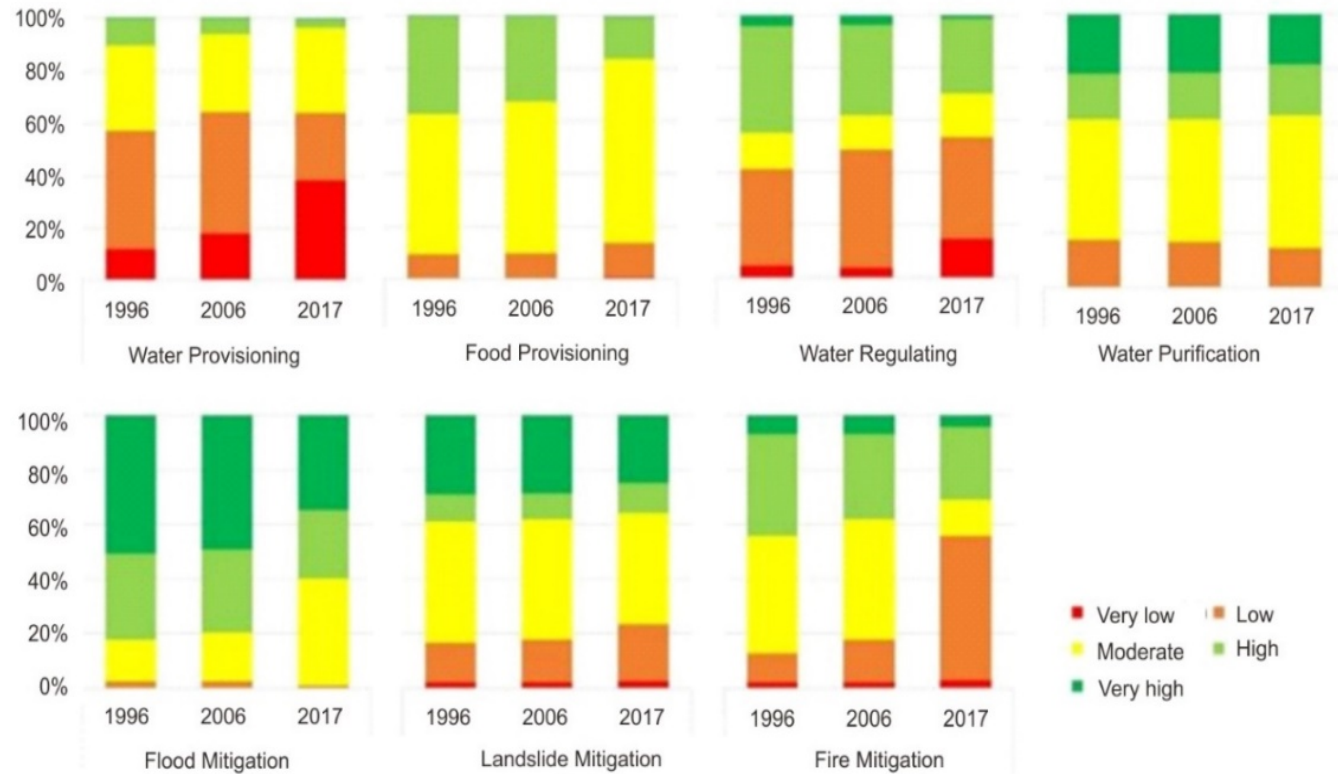 100%
80%
60%
40%
20%
0%
1996 2006 2017
Water Provisioning
1996 2006 2017
Food Provisioning
1996 2006 2017
Water Regulating
1996 2006 2017
Water Purification
100%
80%
60%
40%
20%
0%
1996 2006 2017
Flood Mitigation
1996 2006 2017
Landslide Mitigation
1996 2006 2017
Fire Mitigation
Very low Low
Moderate High
Very high